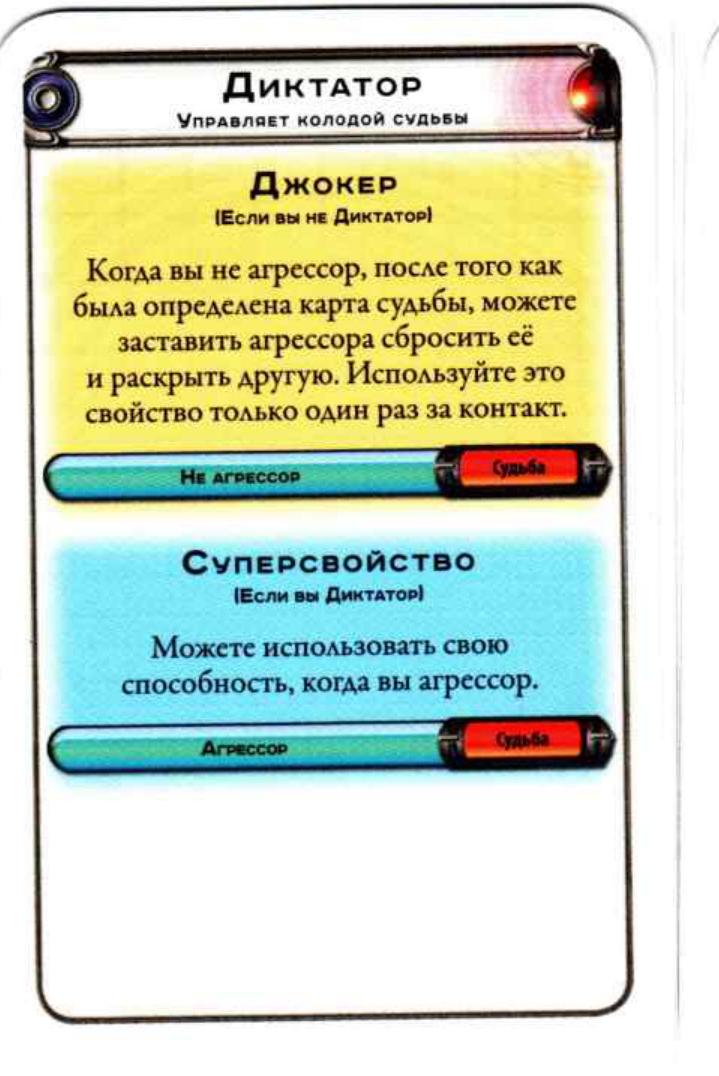 Диктатор
Управляет колодой судьбы
Джокер
(Если вы не Диктатор)
Когда вы не агрессор, после того как
была определена карта судьбы, можете
заставить агрессора сбросить её
и раскрыть другую. Используйте это
свойство только один раз за контакт.
Не агрессор
Судьба
Суперсвойство
(Если вы Диктатор)
Можете использовать свою
способность, когда вы агрессор.
Агрессор
Судьба